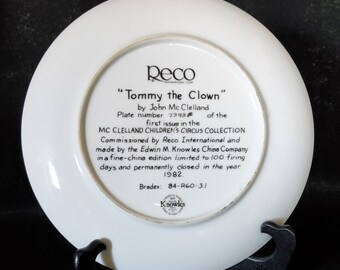 Reco
"Tommy the Clown"
by John McClelland
Plate number of the
first issue in the
MC CLELLAND CHILDREN'S CIRCUS COLLECTION
Commissioned by Reco International and
made by the Edwin M. Knowles China Company
in a fine-china edition limited to 100 firing
days and permanently closed in the year
1982.
Bradex 84-R60-3.1
Knowles